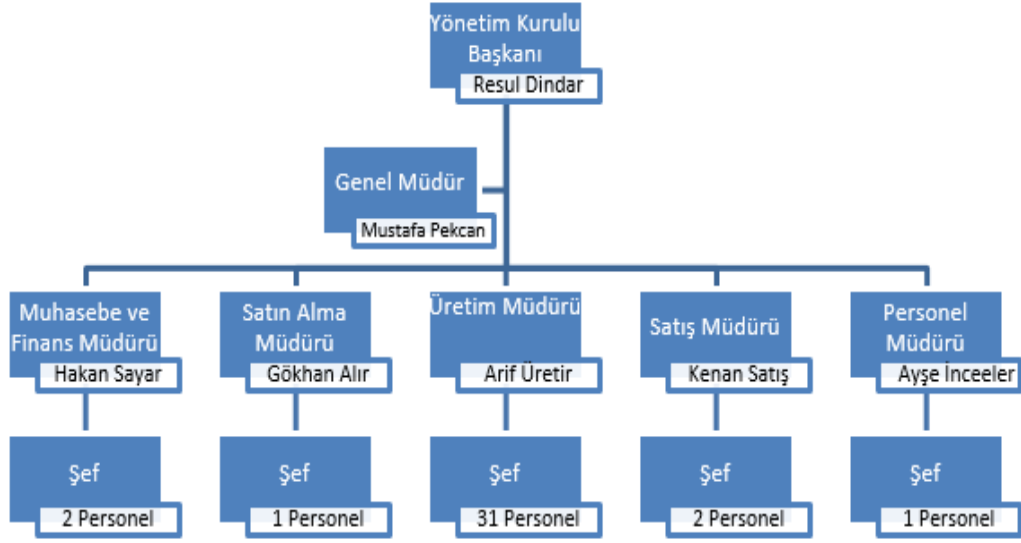 Yönetim Kurulu
Başkanı
Resul Dindar
Genel Müdür
Mustafa Pekcan
Muhasebe ve
Finans Müdürü
Hakan Sayar
Satın Alma
Müdürü
Gökhan Alır
Üretim Müdürü
Arif Üretir
Satış Müdürü
Kenan Satış
Personel
Müdürü
Ayşe İnceeler
Şef
2 Personel
Şef
1 Personel
Şef
31 Personel
Şef
2 Personel
Şef
1 Personel